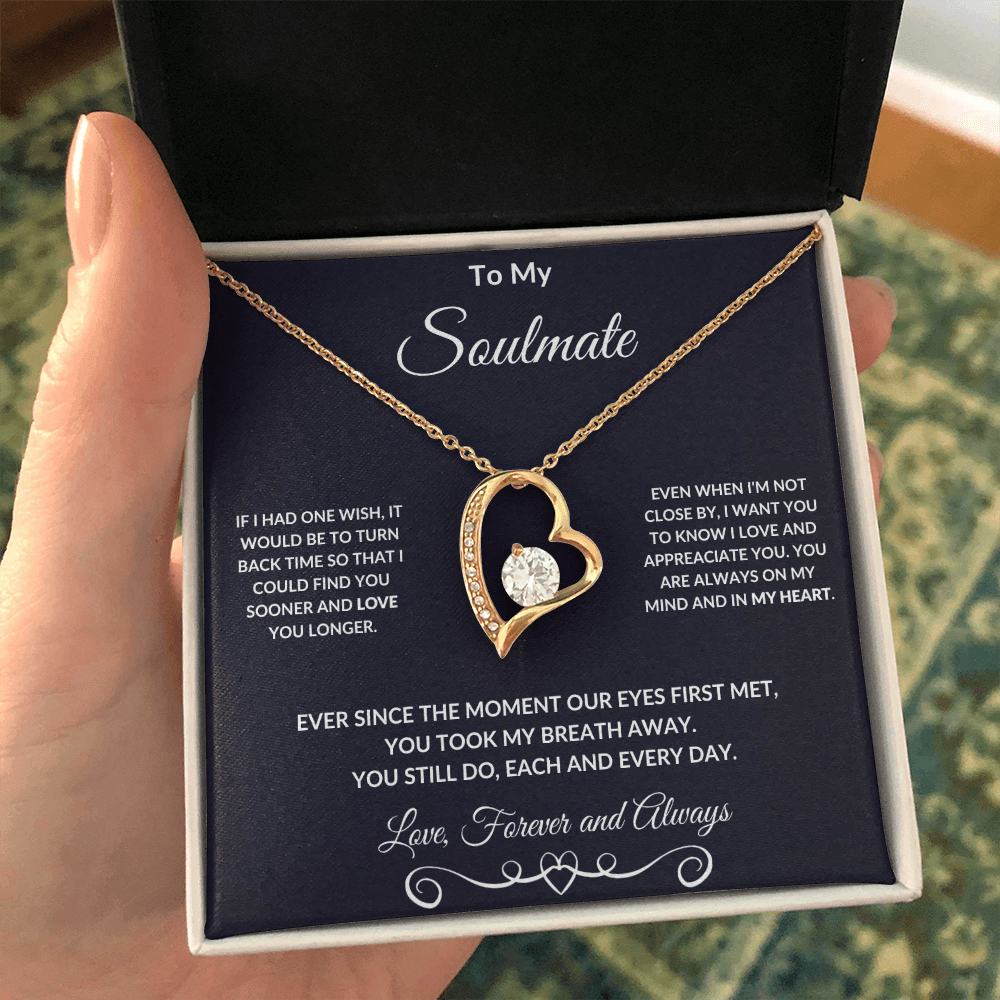 To My
Soulmate
IF I HAD ONE WISH, IT
WOULD BE TO TURN
BACK TIME SO THAT I
COULD FIND YOU
SOONER AND LOVE
YOU LONGER.
EVEN WHEN I'M NOT
CLOSE BY, I WANT YOU
TO KNOW I LOVE AND
APPREACIATE YOU. YOU
ARE ALWAYS ON MY
MIND AND IN MY HEART.
EVER SINCE THE MOMENT OUR EYES FIRST MET,
YOU TOOK MY BREATH AWAY.
YOU STILL DO, EACH AND EVERY DAY.
Love, Forever and Always